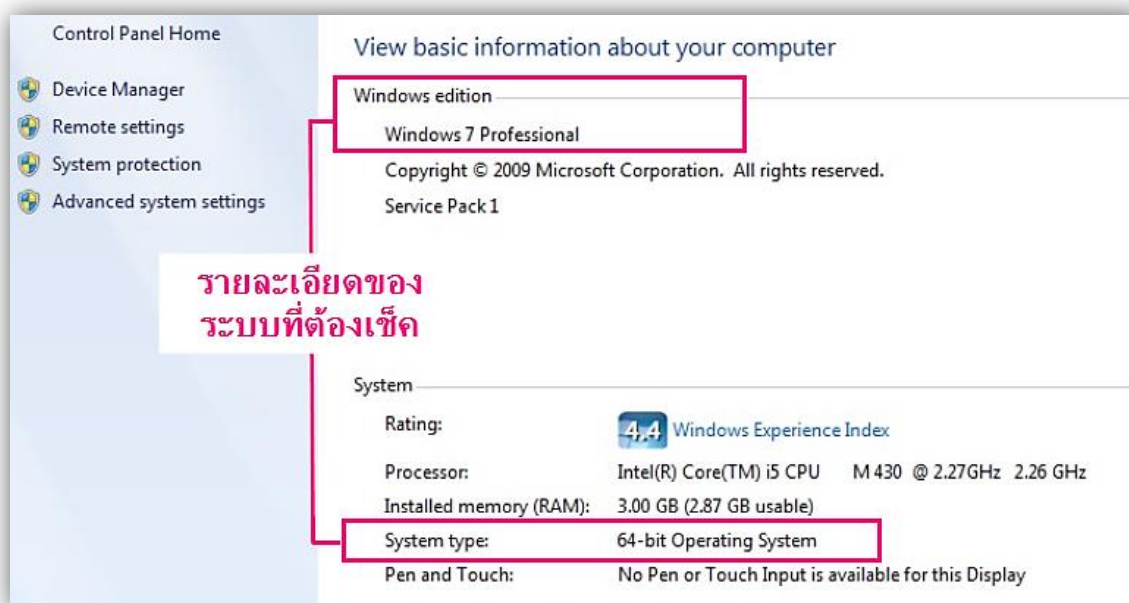 Control Panel Home
Device Manager
Remote settings
System protection
Advanced system settings
View basic information about your computer
Windows edition
Windows 7 Professional
Copyright © 2009 Microsoft Corporation. All rights reserved.
Service Pack 1
รายละเอียดของ
ระบบที่ต้องเช็ค
System
Rating: 4,4 Windows Experience Index
Processor: Intel(R) Core(TM) i5 CPU M 430 @ 2.27GHz 2.26 GHz
Installed memory (RAM): 3.00 GB (2.87 GB usable)
System type: 64-bit Operating System
Pen and Touch: No Pen or Touch Input is available for this Display